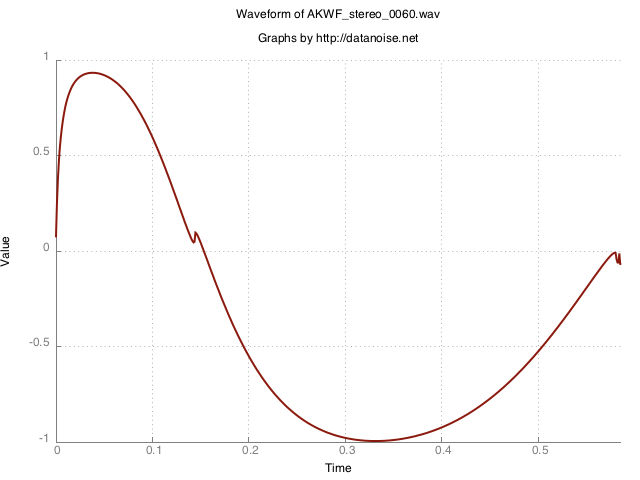 Waveform of AKWF_stereo_0060.wav
Graphs by http://datanoise.net
1
0.5
0
-0.5
-1
Value
0 0.1 0.2 0.3 0.4 0.5
Time